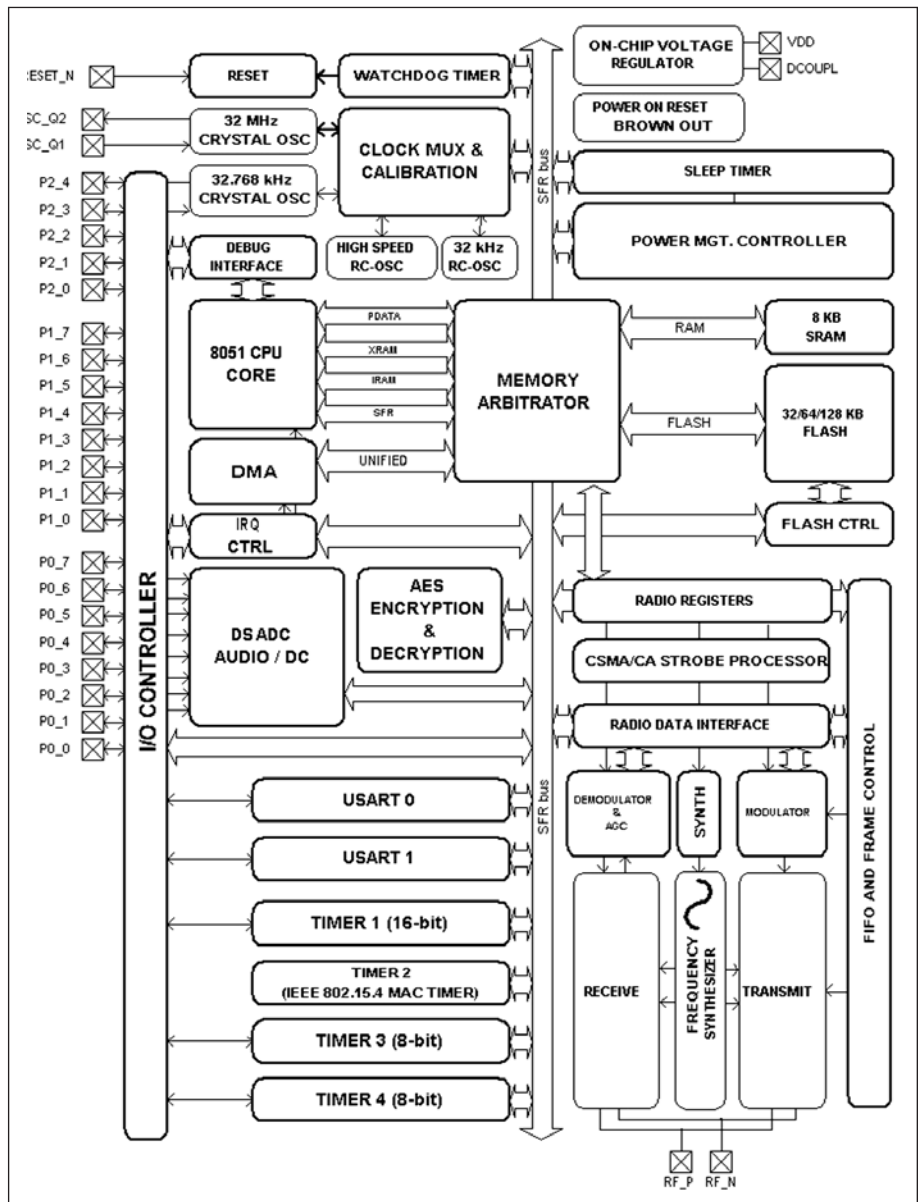 RESET_N
RESET
WATCHDOG TIMER
ON-CHIP VOLTAGE
REGULATOR
VDD
DCOUPL
POWER ON RESET
BROWN OUT
SC_Q2
SC_Q1
32 MHz
CRYSTAL OSC
CLOCK MUX &
CALIBRATION
SFR bus
SLEEP TIMER
32.768 kHz
CRYSTAL OSC
P2_4
P2_3
P2_2
P2_1
P2_0
POWER MGT. CONTROLLER
DEBUG
INTERFACE
HIGH SPEED
RC-OSC
32 kHz
RC-OSC
P1_7
P1_6
P1_5
P1_4
P1_3
P1_2
P1_1
P1_0
8051 CPU
CORE
PDATA
XRAM
IRAM
SFR
MEMORY
ARBITRATOR
RAM
8 KB
SRAM
FLASH
32/64/128 KB
FLASH
DMA
UNIFIED
IRQ
CTRL
FLASH CTRL
P0_7
P0_6
P0_5
P0_4
P0_3
P0_2
P0_1
P0_0
I/O CONTROLLER
DS ADC
AUDIO / DC
AES
ENCRYPTION
&
DECRYPTION
RADIO REGISTERS
CSMA/CA STROBE PROCESSOR
RADIO DATA INTERFACE
SFR bus
USART 0
USART 1
TIMER 1 (16-bit)
TIMER 2
(IEEE 802.15.4 MAC TIMER)
TIMER 3 (8-bit)
TIMER 4 (8-bit)
DEMODULATOR
&
AGC
SYNTH
MODULATOR
FIFO AND FRAME CONTROL
RECEIVE
FREQUENCY
SYNTHESIZER
TRANSMIT
RF_P
RF_N